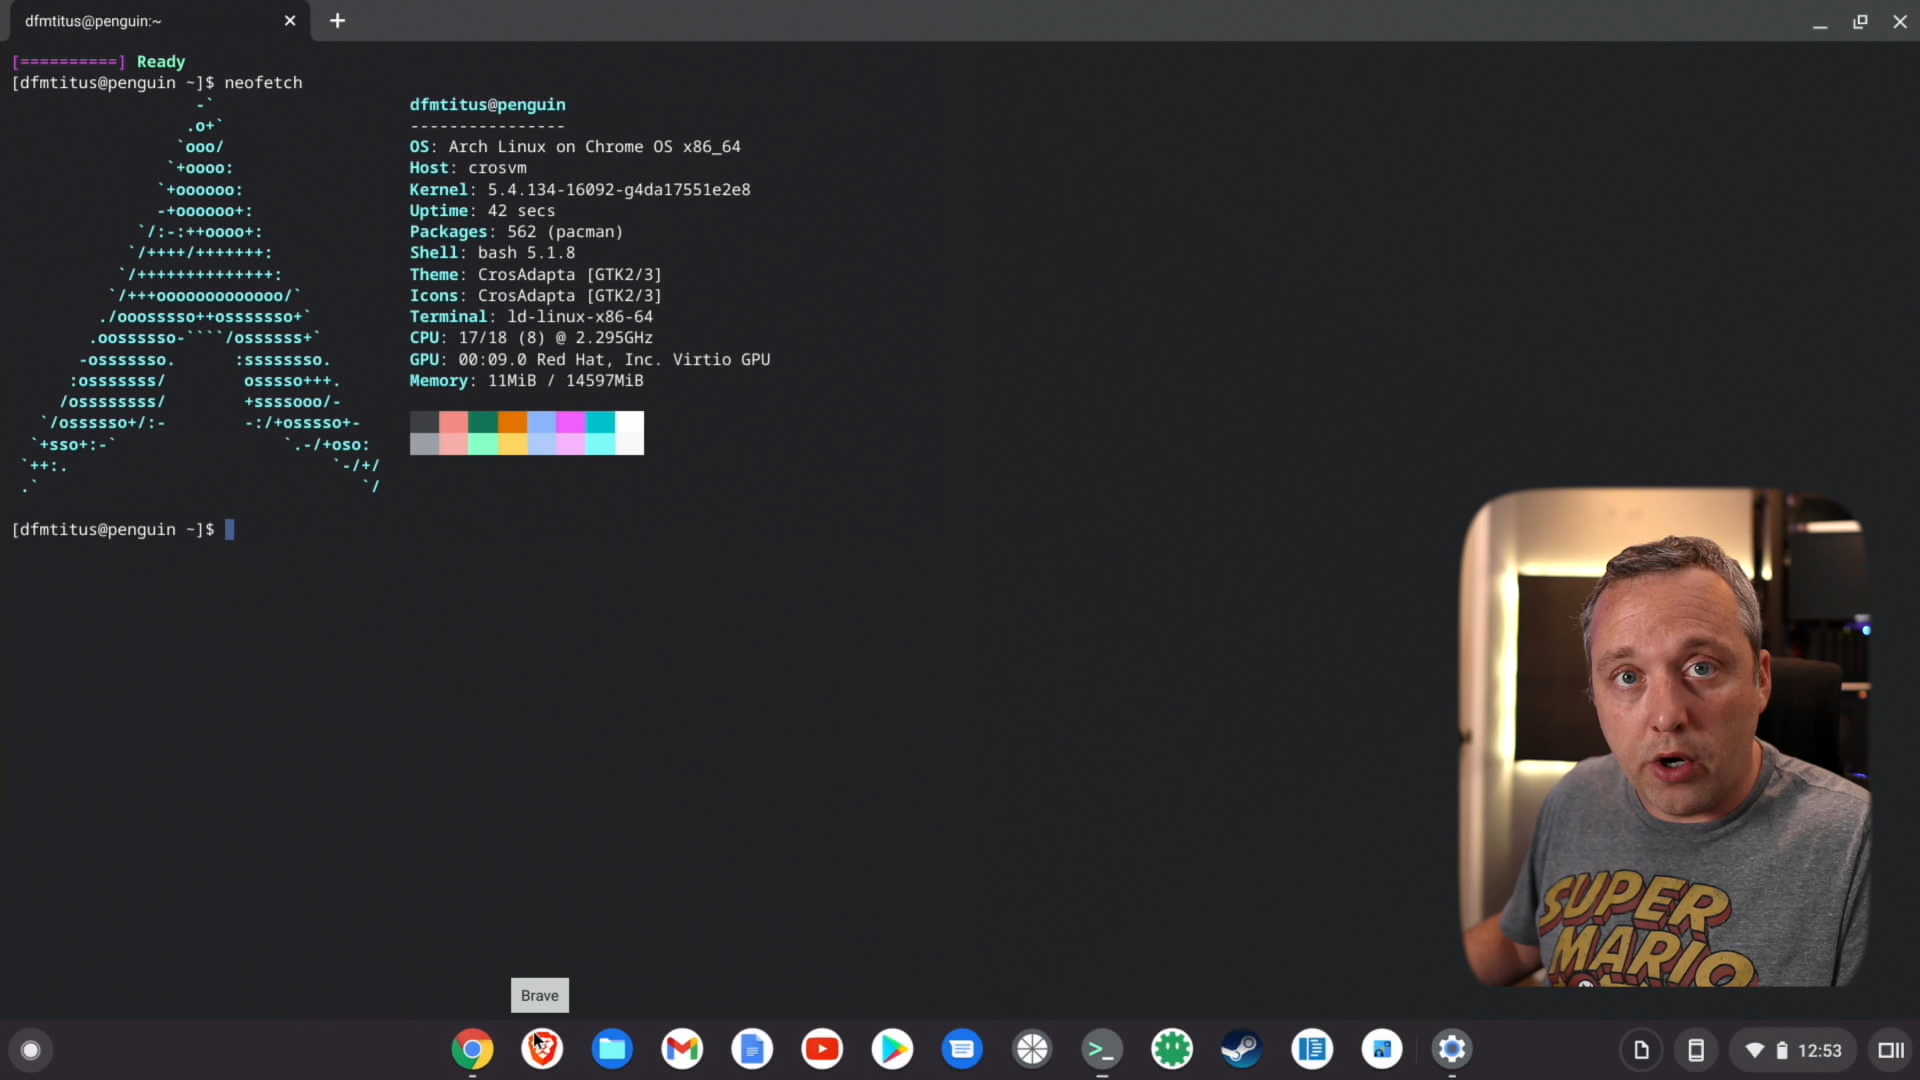 dfmtitus@penguin:~
[==========] Ready
[dfmtitus@penguin ~]$ neofetch
dfmtitus@penguin
----------------
OS: Arch Linux on Chrome OS x86_64
Host: crosvm
Kernel: 5.4.134-16092-g4da17551e2e8
Uptime: 42 secs
Packages: 562 (pacman)
Shell: bash 5.1.8
Theme: CrosAdapta [GTK2/3]
Icons: CrosAdapta [GTK2/3]
Terminal: ld-linux-x86-64
CPU: 17/18 (8) @ 2.295GHz
GPU: 00:09.0 Red Hat, Inc. Virtio GPU
Memory: 11MiB / 14597MiB
[dfmtitus@penguin ~]$
SUPER
MARIO
Brave
12:53